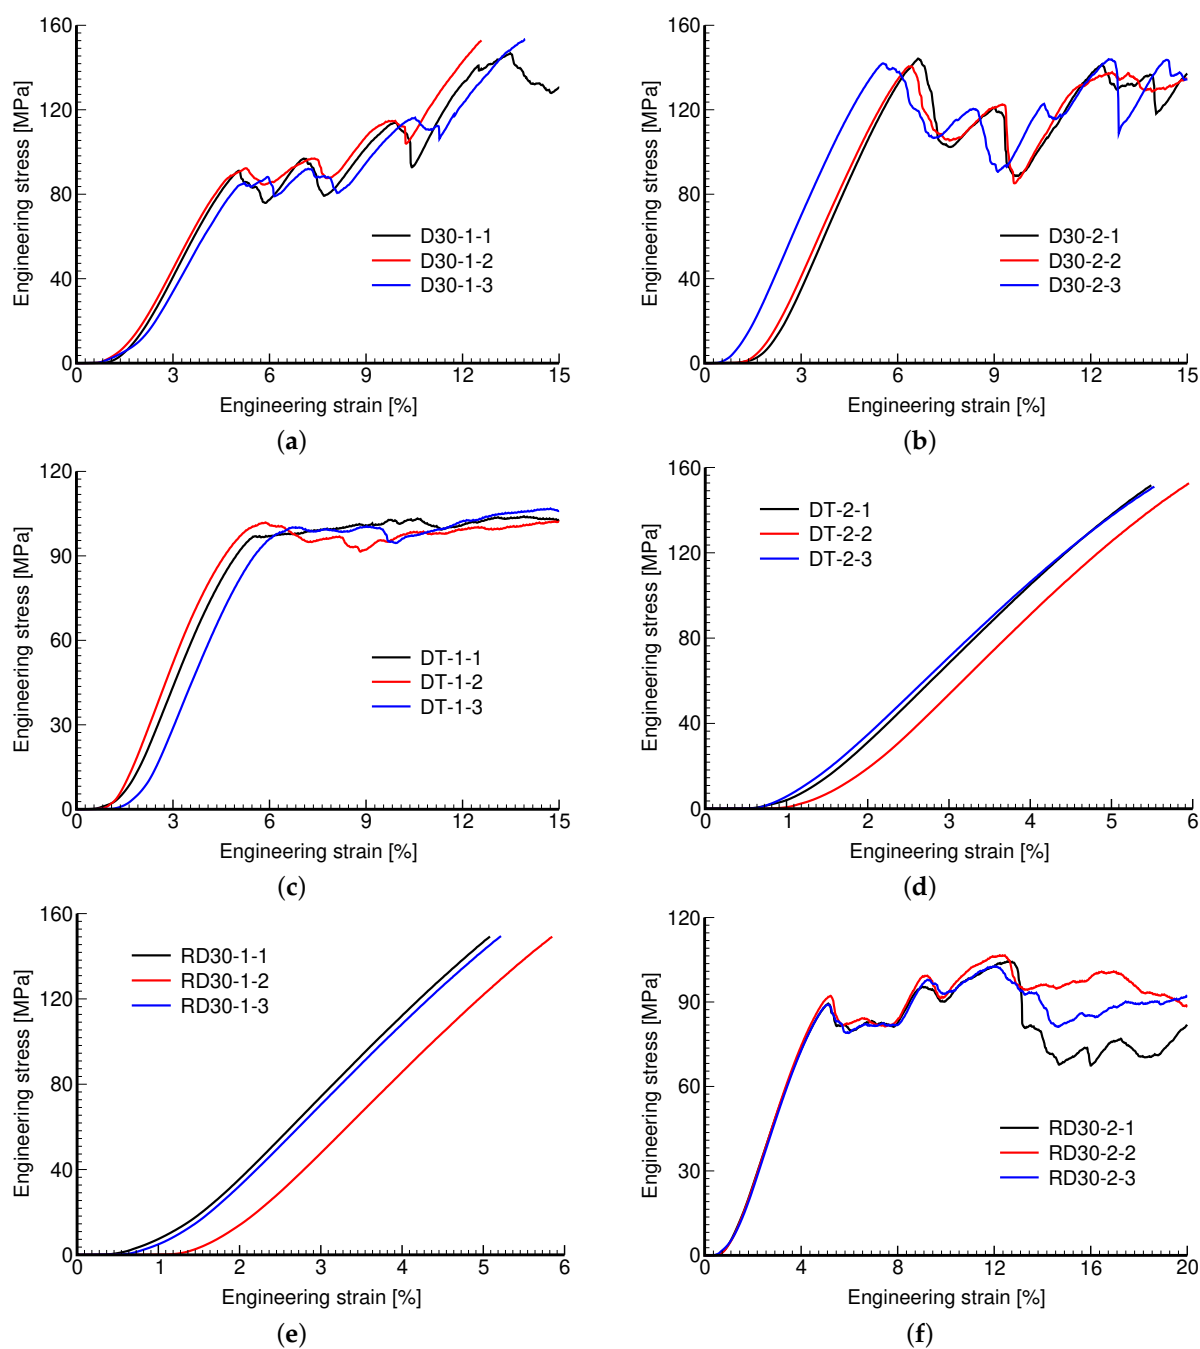 160
120
80
40
0
Engineering stress [MPa]
D30-1-1
D30-1-2
D30-1-3
0 3 6 9 12 15
Engineering strain [%]
(a)
160
120
80
40
0
Engineering stress [MPa]
D30-2-1
D30-2-2
D30-2-3
0 3 6 9 12 15
Engineering strain [%]
(b)
120
90
60
30
0
Engineering stress [MPa]
DT-1-1
DT-1-2
DT-1-3
0 3 6 9 12 15
Engineering strain [%]
(c)
160
120
80
40
0
Engineering stress [MPa]
DT-2-1
DT-2-2
DT-2-3
0 1 2 3 4 5 6
Engineering strain [%]
(d)
160
120
80
40
0
Engineering stress [MPa]
RD30-1-1
RD30-1-2
RD30-1-3
0 1 2 3 4 5 6
Engineering strain [%]
(e)
120
90
60
30
0
Engineering stress [MPa]
RD30-2-1
RD30-2-2
RD30-2-3
0 4 8 12 16 20
Engineering strain [%]
(f)